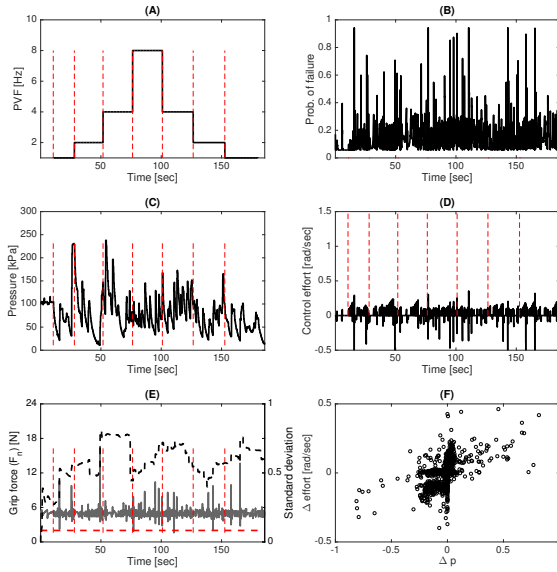 (A)
PVF [Hz]
10
8
6
4
2
50
100
150
Time [sec]
(B)
Prob. of failure
1
0.8
0.6
0.4
0.2
0
50
100
150
Time [sec]
(C)
Pressure [kPa]
300
250
200
150
100
50
0
50
100
150
Time [sec]
(D)
Control effort [rad/sec]
1.5
1
0.5
0
-0.5
50
100
150
Time [sec]
(E)
Grip force (Fn) [N]
24
18
12
6
0
50
100
150
Time [sec]
1
0.5
0
Standard deviation
(F)
Δ effort [rad/sec]
0.5
0
-0.5
-1
-0.5
0
0.5
Δ p